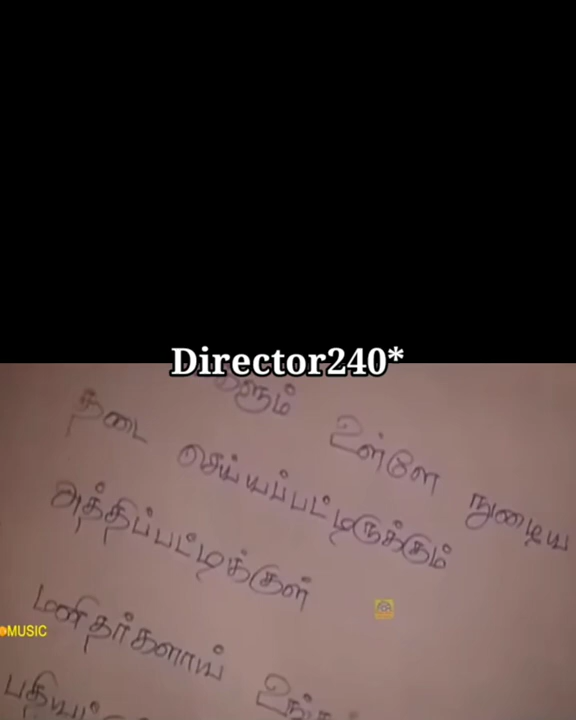 Director240*
ளும் உள்ளே நுழைய
தடை செய்யப்பட்டிருக்கும்
அத்திப்பட்டிக்குள்
மனிதர்களாய்
MUSIC